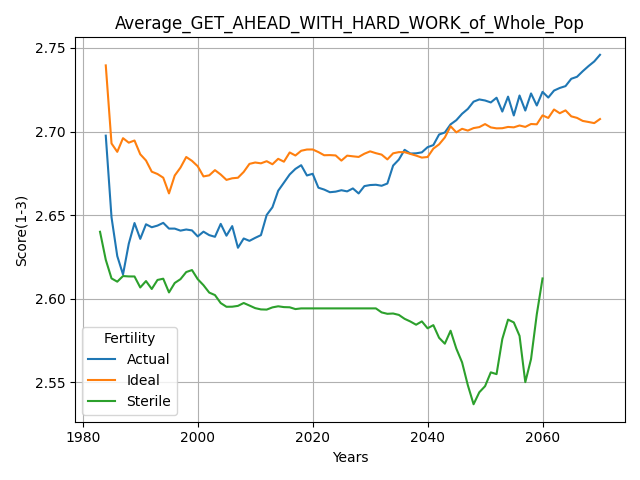 Average_GET_AHEAD_WITH_HARD_WORK_of_Whole_Pop
Score(1-3)
2.75
2.70
2.65
2.60
2.55
Fertility
Actual
Ideal
Sterile
1980 2000 2020 2040 2060
Years